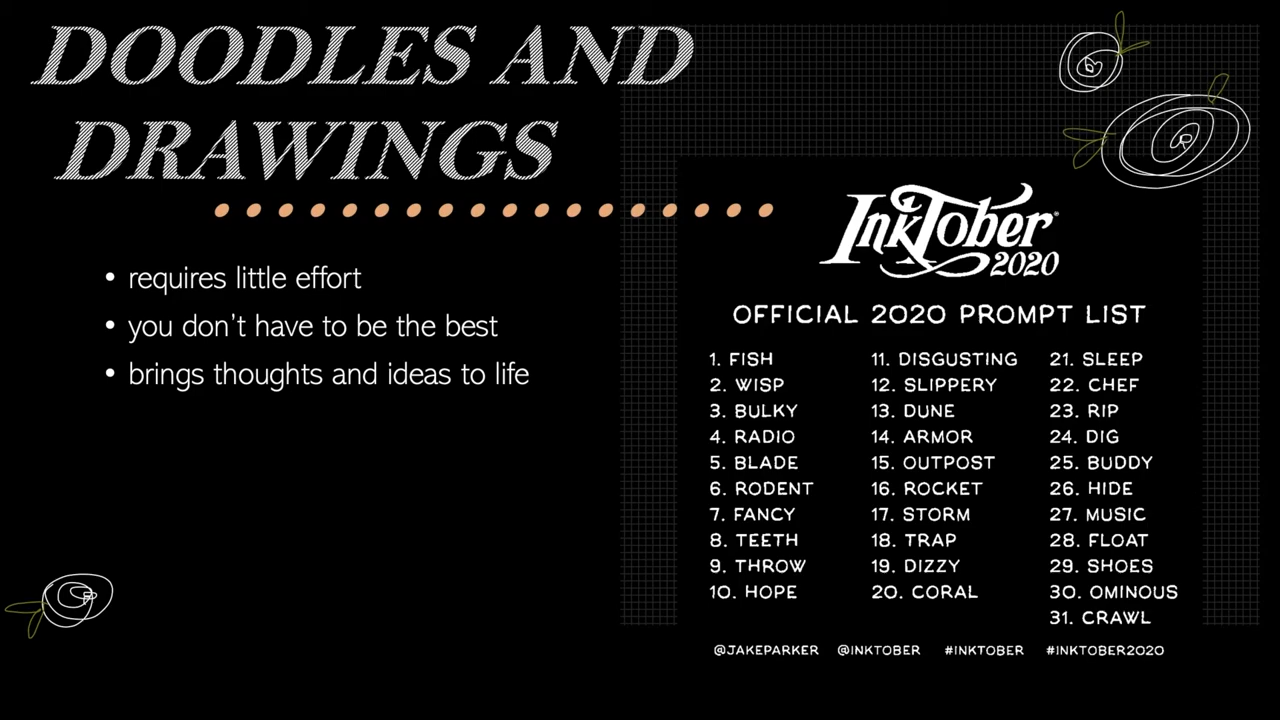 DOODLES AND
DRAWINGS
• requires little effort
• you don't have to be the best
• brings thoughts and ideas to life
InkTober®
2020
OFFICIAL 2020 PROMPT LIST
1. FISH
2. WISP
3. BULKY
4. RADIO
5. BLADE
6. RODENT
7. FANCY
8. TEETH
9. THROW
10. HOPE
11. DISGUSTING
12. SLIPPERY
13. DUNE
14. ARMOR
15. OUTPOST
16. ROCKET
17. STORM
18. TRAP
19. DIZZY
20. CORAL
21. SLEEP
22. CHEF
23. RIP
24. DIG
25. BUDDY
26. HIDE
27. MUSIC
28. FLOAT
29. SHOES
30. OMINOUS
31. CRAWL
@JAKEPARKER @INKTOBER #INKTOBER #INKTOBER2020